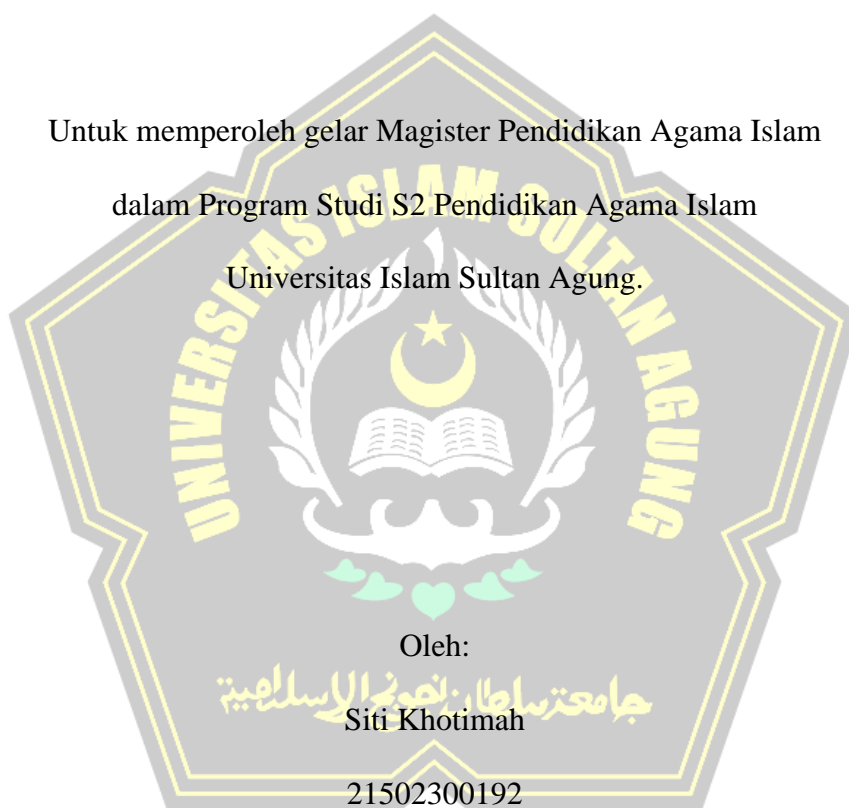 Untuk memperoleh gelar Magister Pendidikan Agama Islam
dalam Program Studi S2 Pendidikan Agama Islam
Universitas Islam Sultan Agung.
UNIVERSITAS ISLAM SULTAN AGUNG
Oleh:
جامعة سلطان أجونج الإسلامية
Siti Khotimah
21502300192